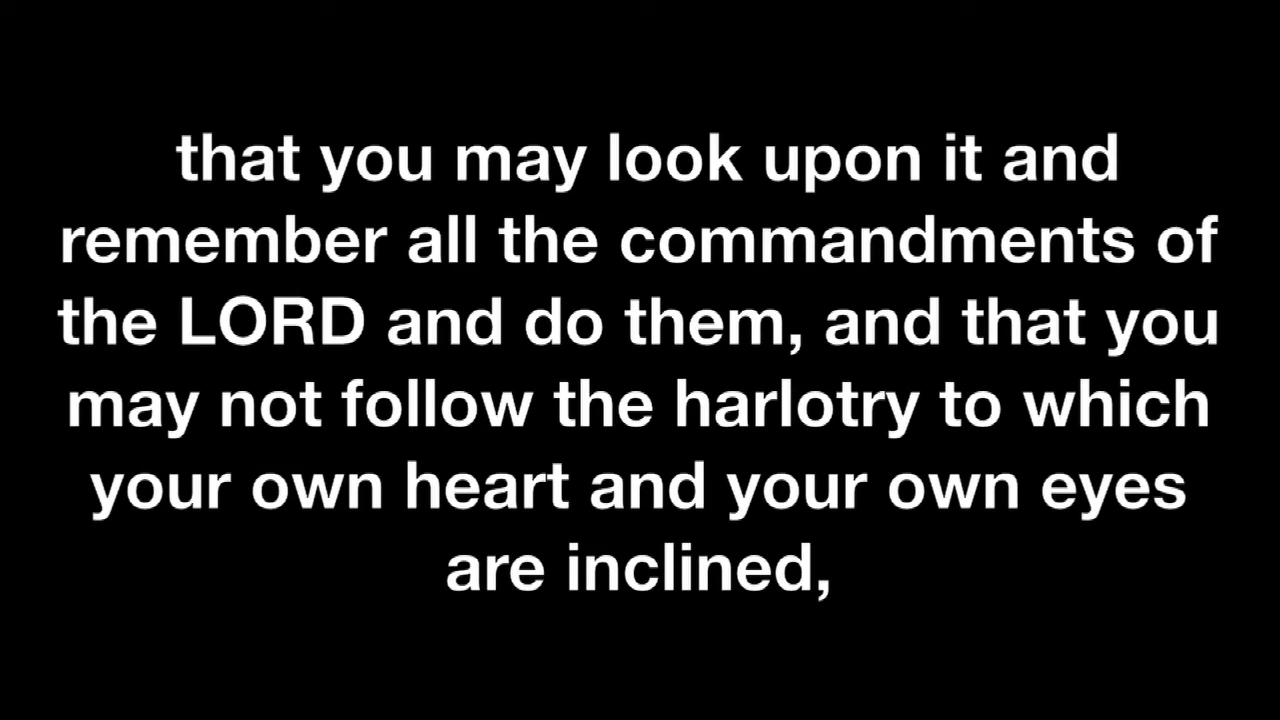 that you may look upon it and
remember all the commandments of
the LORD and do them, and that you
may not follow the harlotry to which
your own heart and your own eyes
are inclined,